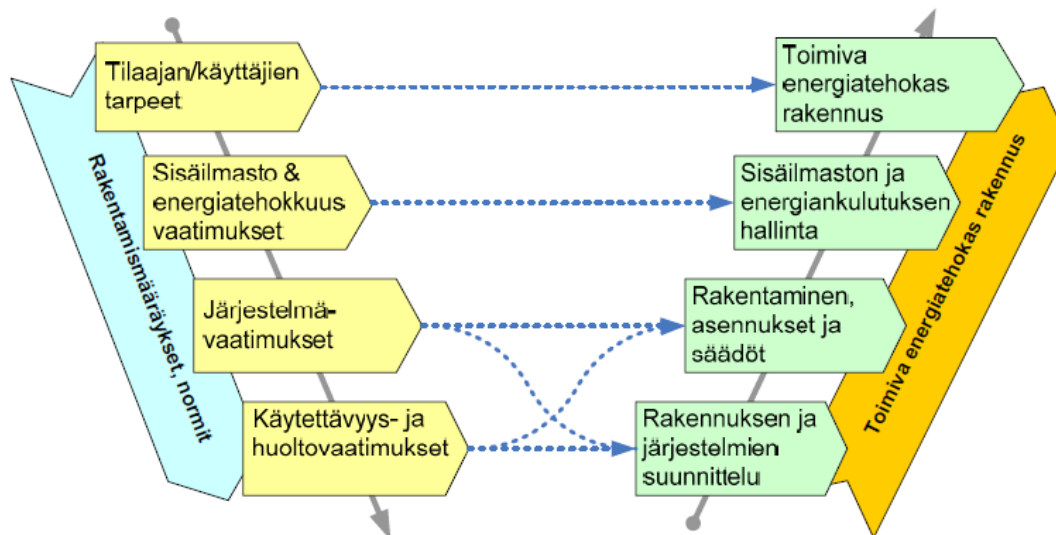 Tilaajan/käyttäjien
tarpeet
Toimiva
energiatehokas
rakennus
Sisäilmasto &
energiatehokkuus
vaatimukset
Sisäilmaston ja
energiankulutuksen
hallinta
Järjestelmä-
vaatimukset
Rakentaminen,
asennukset ja
säädöt
Käytettävyys- ja
huoltovaatimukset
Rakennuksen ja
järjestelmien
suunnittelu
Rakentamismääräykset, normit
Toimiva energiatehokas rakennus